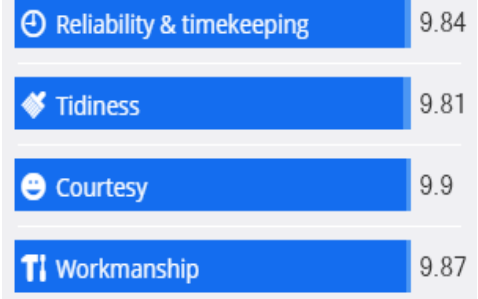 Reliability & timekeeping 9.84
Tidiness 9.81
Courtesy 9.9
Workmanship 9.87